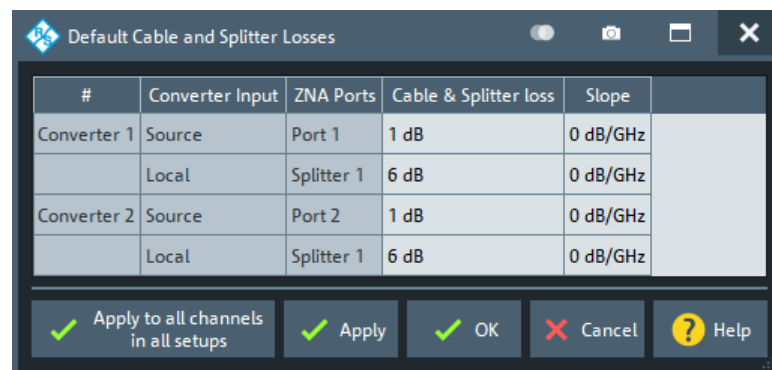 Default Cable and Splitter Losses
# Converter Input ZNA Ports Cable & Splitter loss Slope
Converter 1 Source Port 1 1 dB 0 dB/GHz
Local Splitter 1 6 dB 0 dB/GHz
Converter 2 Source Port 2 1 dB 0 dB/GHz
Local Splitter 1 6 dB 0 dB/GHz
Apply to all channels
in all setups
Apply
OK
Cancel
? Help